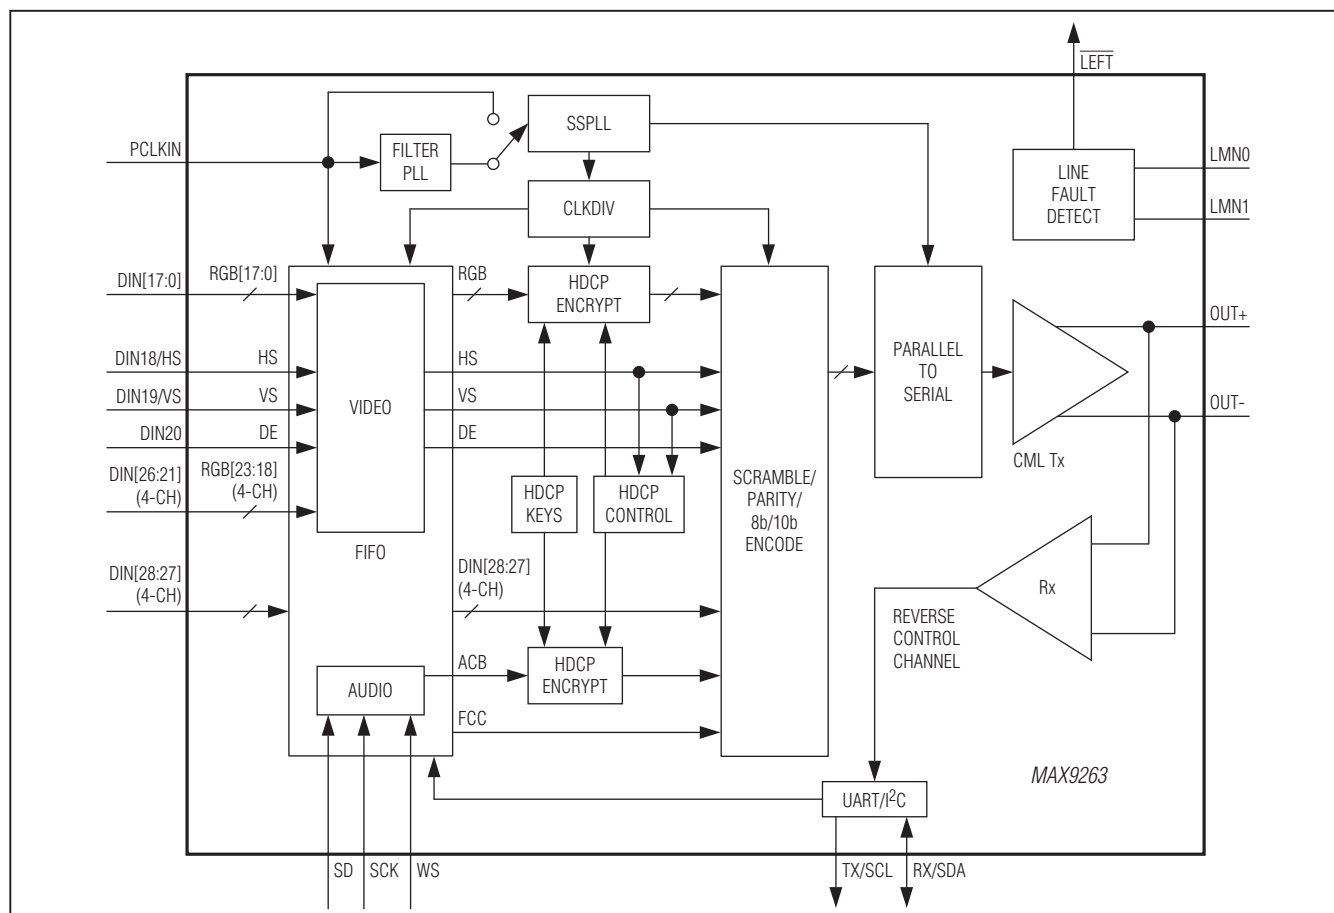 LEFT
SSPLL
PCLKIN
FILTER
PLL
LINE
FAULT
DETECT
LMN0
LMN1
CLKDIV
DIN[17:0]
RGB[17:0]
RGB
HDCP
ENCRYPT
OUT+
DIN18/HS
HS
HS
PARALLEL
TO
SERIAL
DIN19/VS
VS
VIDEO
VS
OUT-
DIN20
DE
DE
CML Tx
DIN[26:21]
(4-CH)
RGB[23:18]
(4-CH)
HDCP
KEYS
HDCP
CONTROL
SCRAMBLE/
PARITY/
8b/10b
ENCODE
FIFO
DIN[28:27]
(4-CH)
DIN[28:27]
(4-CH)
Rx
REVERSE
CONTROL
CHANNEL
AUDIO
ACB
HDCP
ENCRYPT
FCC
MAX9263
UART/I2C
SD
SCK
WS
TX/SCL
RX/SDA